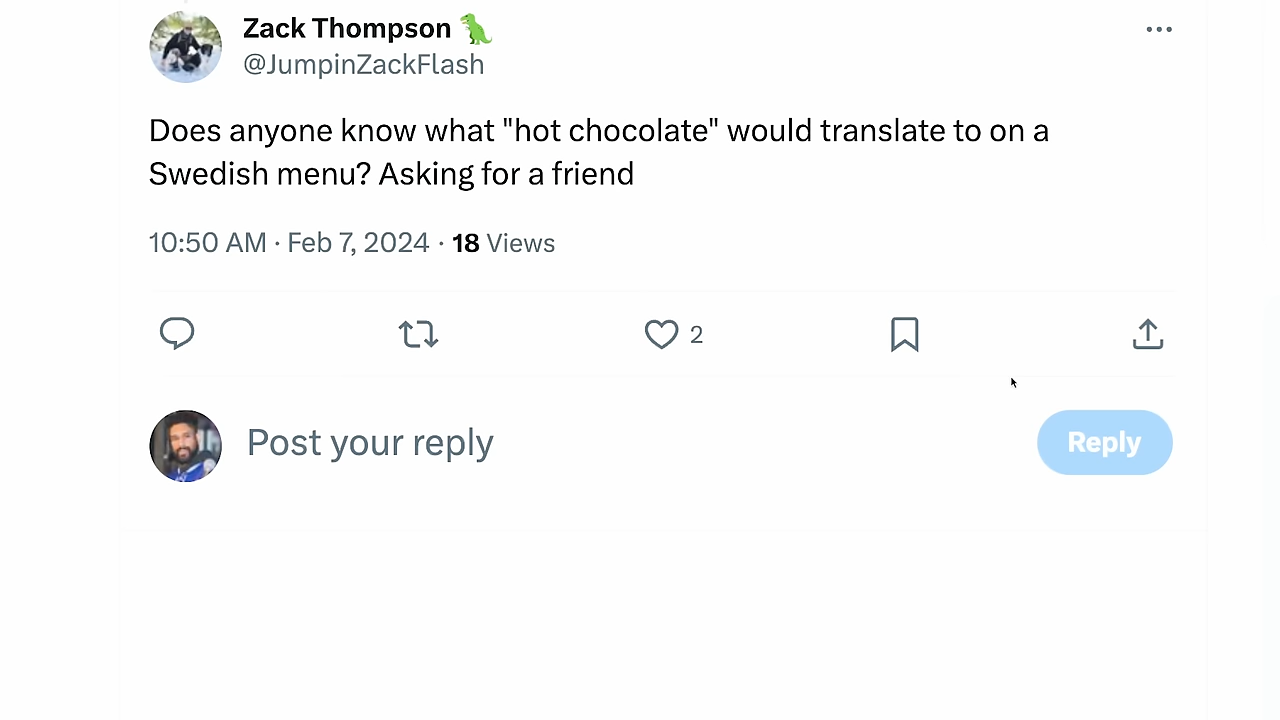 Zack Thompson 🦖
@JumpinZackFlash
Does anyone know what "hot chocolate" would translate to on a
Swedish menu? Asking for a friend
10:50 AM · Feb 7, 2024 · 18 Views
2
Post your reply
Reply